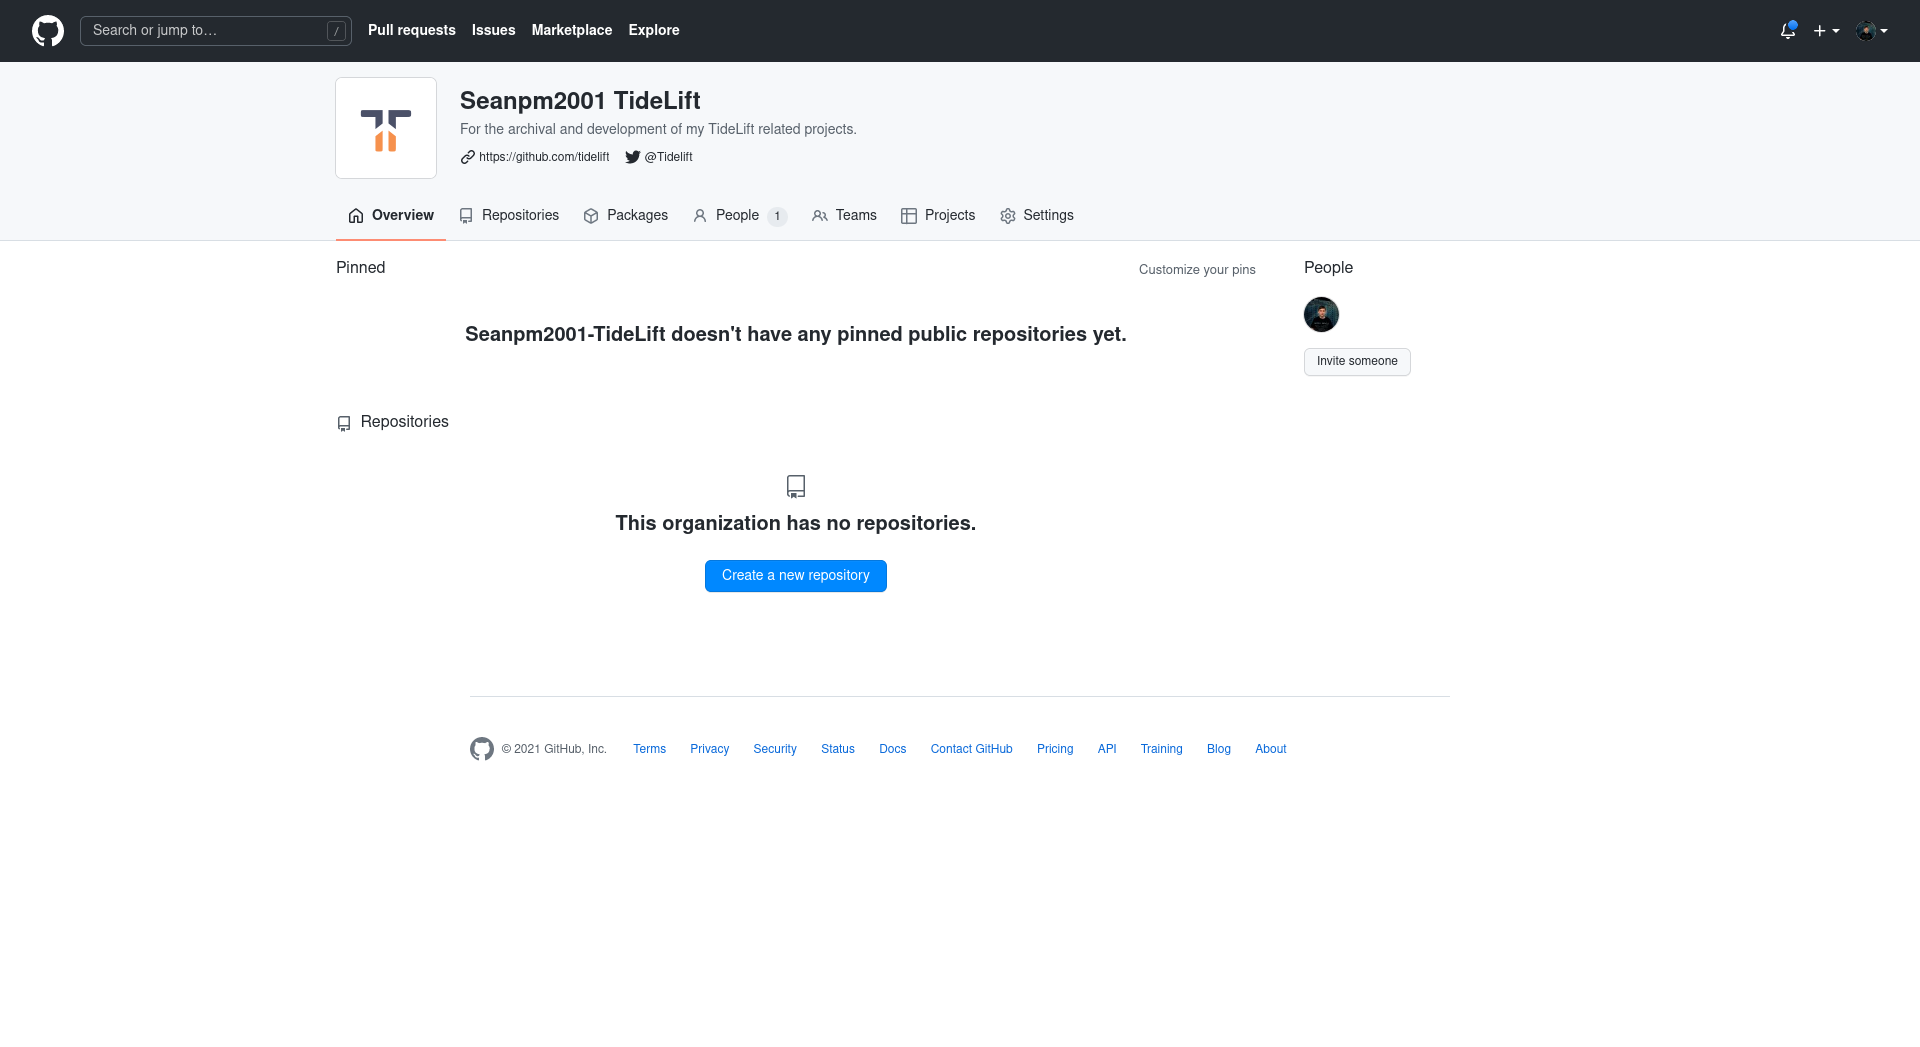 Search or jump to… /
Pull requests Issues Marketplace Explore
Seanpm2001 TideLift
For the archival and development of my TideLift related projects.
https://github.com/tidelift @Tidelift
Overview Repositories Packages People 1 Teams Projects Settings
Pinned Customize your pins People
Seanpm2001-TideLift doesn't have any pinned public repositories yet.
Invite someone
Repositories
This organization has no repositories.
Create a new repository
© 2021 GitHub, Inc. Terms Privacy Security Status Docs Contact GitHub Pricing API Training Blog About